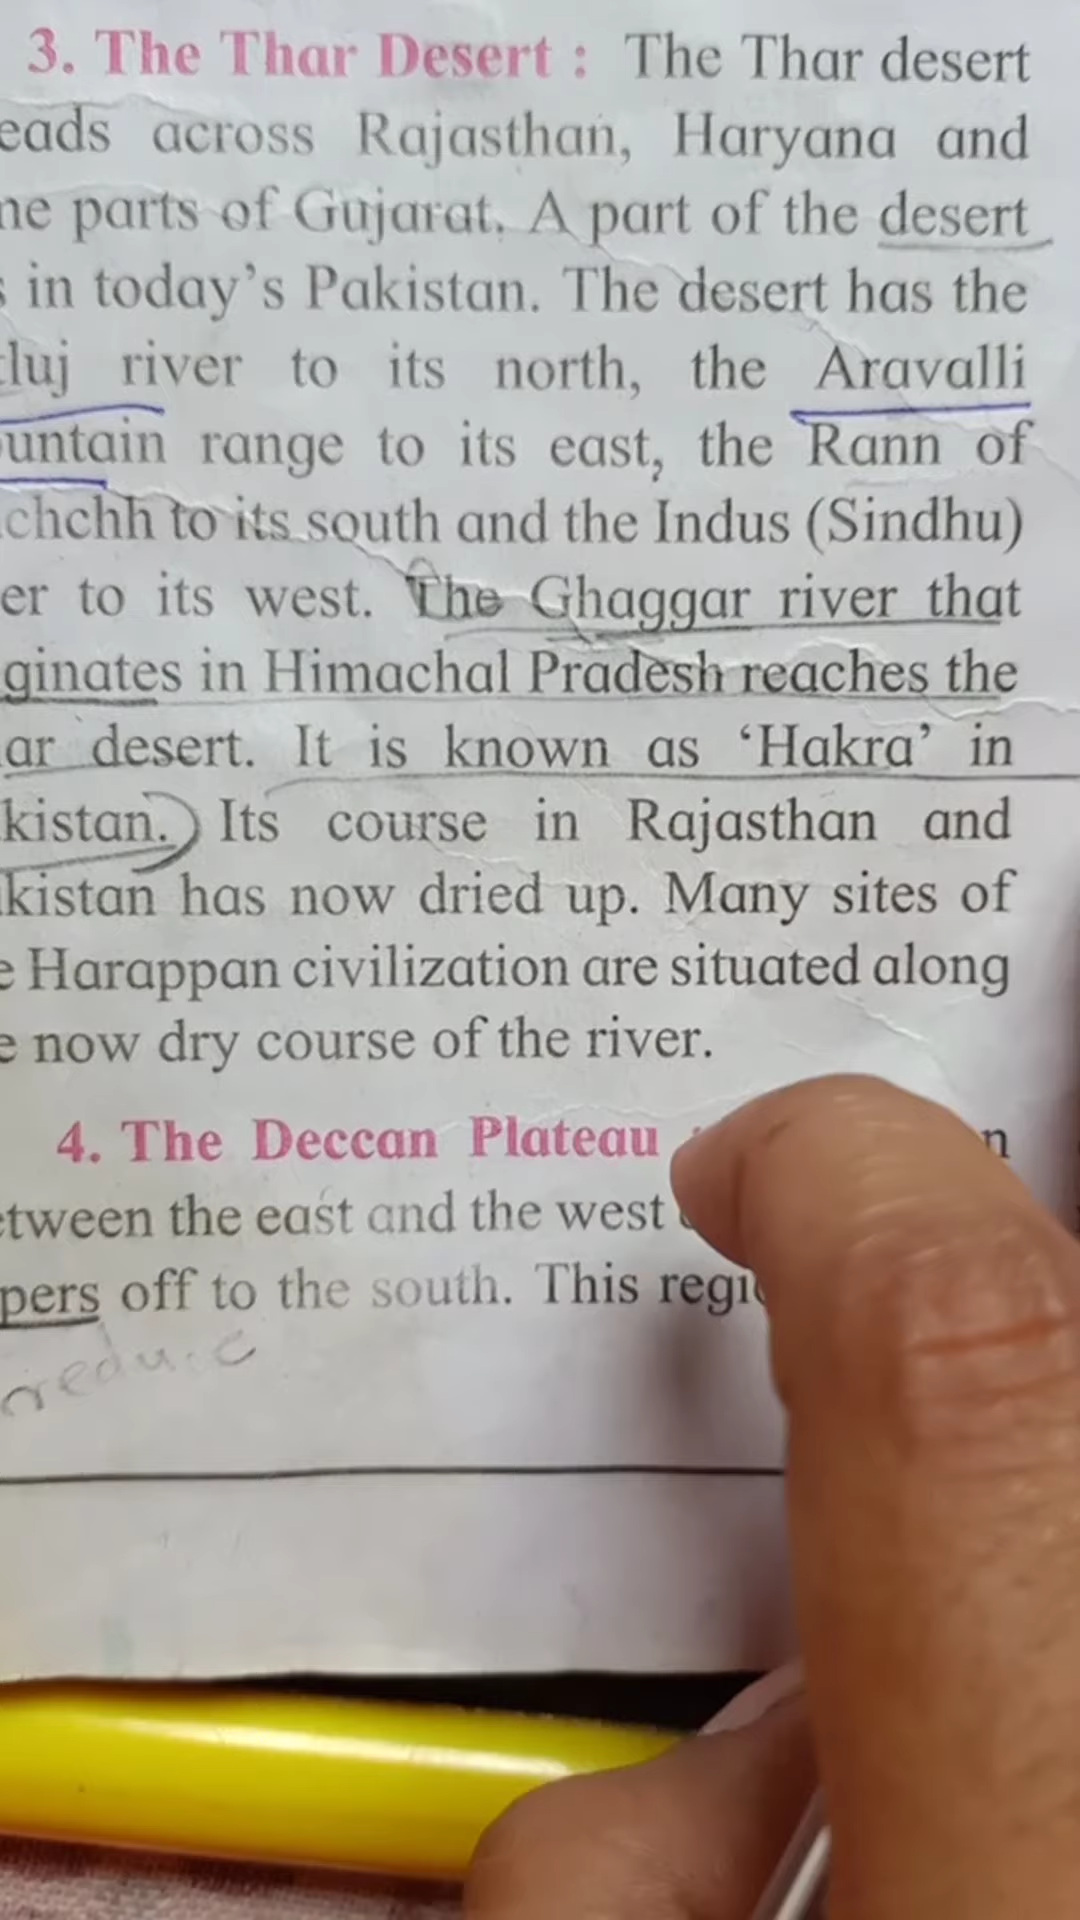 3. The Thar Desert : The Thar desert
eads across Rajasthan, Haryana and
me parts of Gujarat. A part of the desert
s in today's Pakistan. The desert has the
tluj river to its north, the Aravalli
ountain range to its east, the Rann of
chchh to its south and the Indus (Sindhu)
er to its west. The Ghaggar river that
ginates in Himachal Pradesh reaches the
ar desert. It is known as ‘Hakra’ in
kistan. Its course in Rajasthan and
kistan has now dried up. Many sites of
e Harappan civilization are situated along
e now dry course of the river.
4. The Deccan Plateau n
etween the east and the west
pers off to the south. This regi